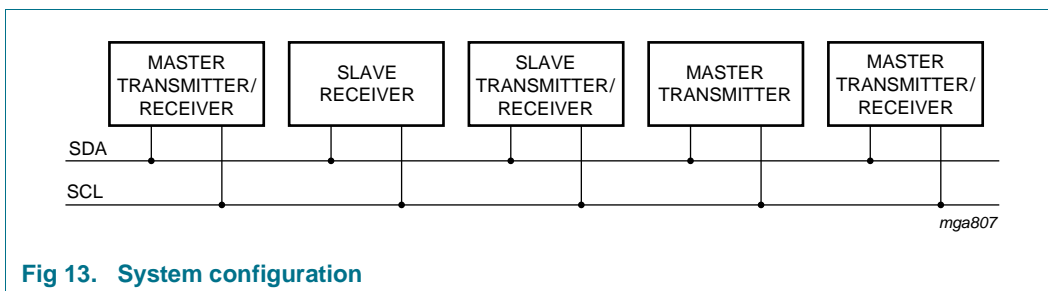 MASTER
TRANSMITTER/
RECEIVER
SLAVE
RECEIVER
SLAVE
TRANSMITTER/
RECEIVER
MASTER
TRANSMITTER
MASTER
TRANSMITTER/
RECEIVER
SDA
SCL
mga807
Fig 13. System configuration